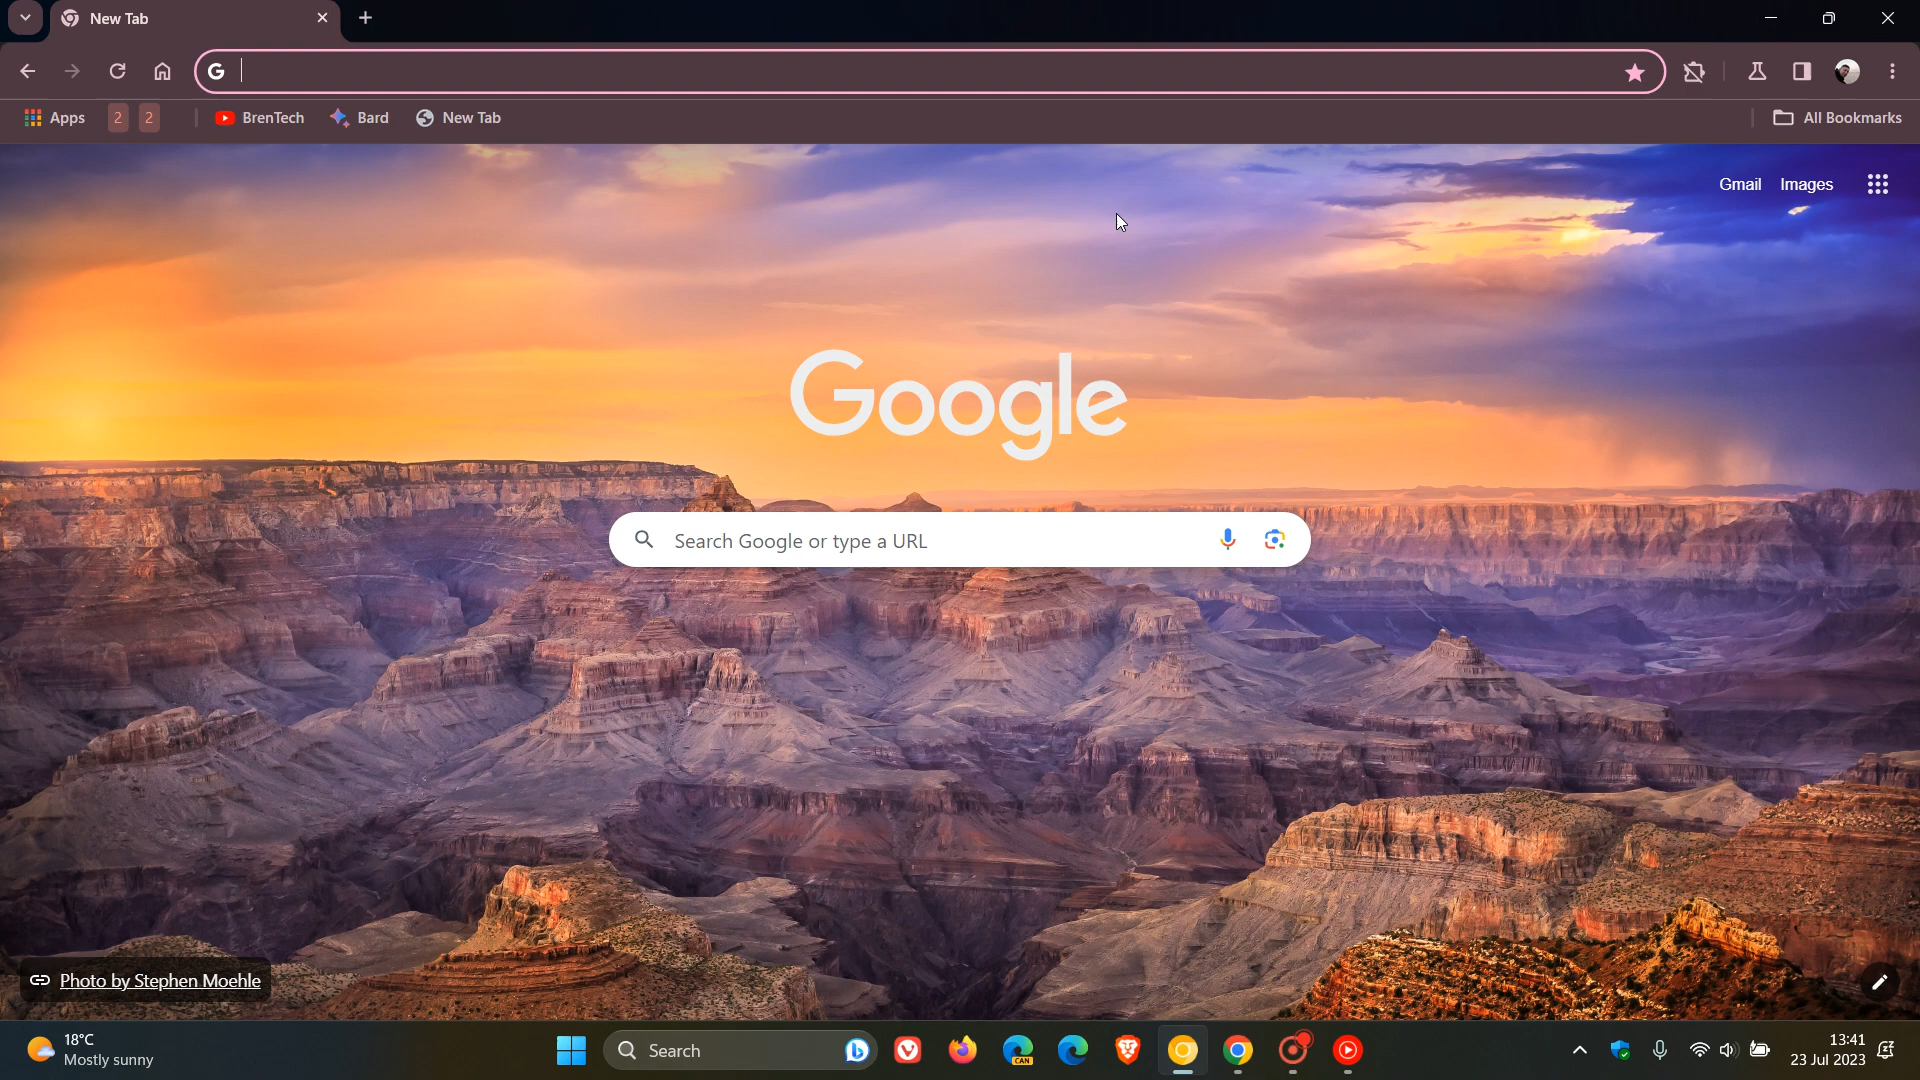 New Tab
Apps 2 2 BrenTech Bard New Tab All Bookmarks
Gmail Images
Google
Search Google or type a URL
Photo by Stephen Moehle
18°C
Mostly sunny
Search
CAN
13:41
23 Jul 2023